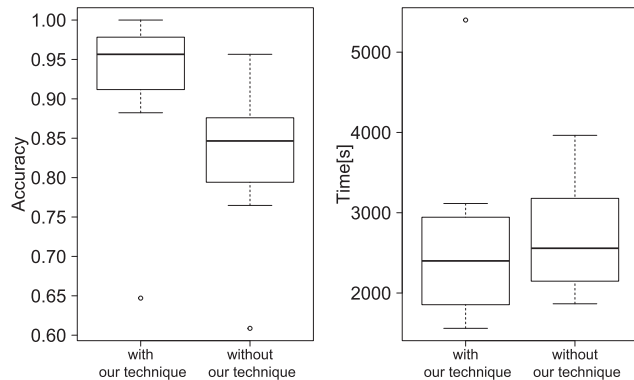 Accuracy
1.00
0.95
0.90
0.85
0.80
0.75
0.70
0.65
0.60
with
our technique
without
our technique
Time[s]
5000
4000
3000
2000
with
our technique
without
our technique